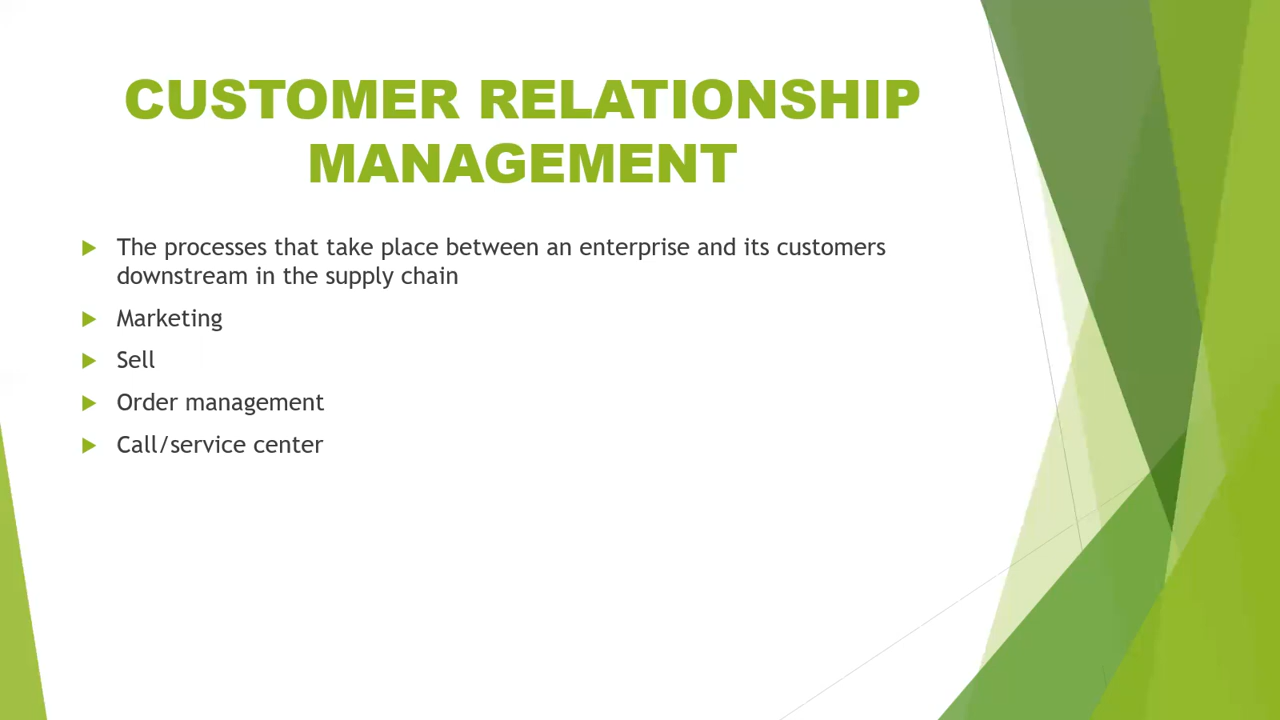 CUSTOMER RELATIONSHIP
MANAGEMENT
The processes that take place between an enterprise and its customers
downstream in the supply chain
Marketing
Sell
Order management
Call/service center